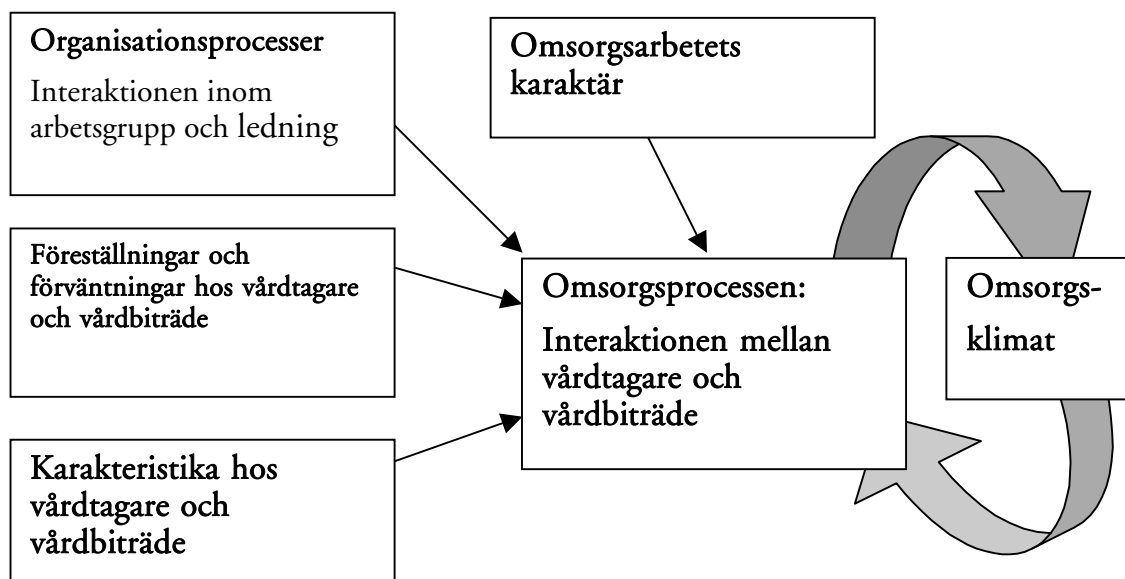 Organisationsprocesser
Interaktionen inom
arbetsgrupp och ledning
Omsorgsarbetets
karaktär
Föreställningar och
förväntningar hos vårdtagare
och vårdbiträde
Omsorgsprocessen:
Interaktionen mellan
vårdtagare och
vårdbiträde
Omsorgs-
klimat
Karakteristika hos
vårdtagare och
vårdbiträde